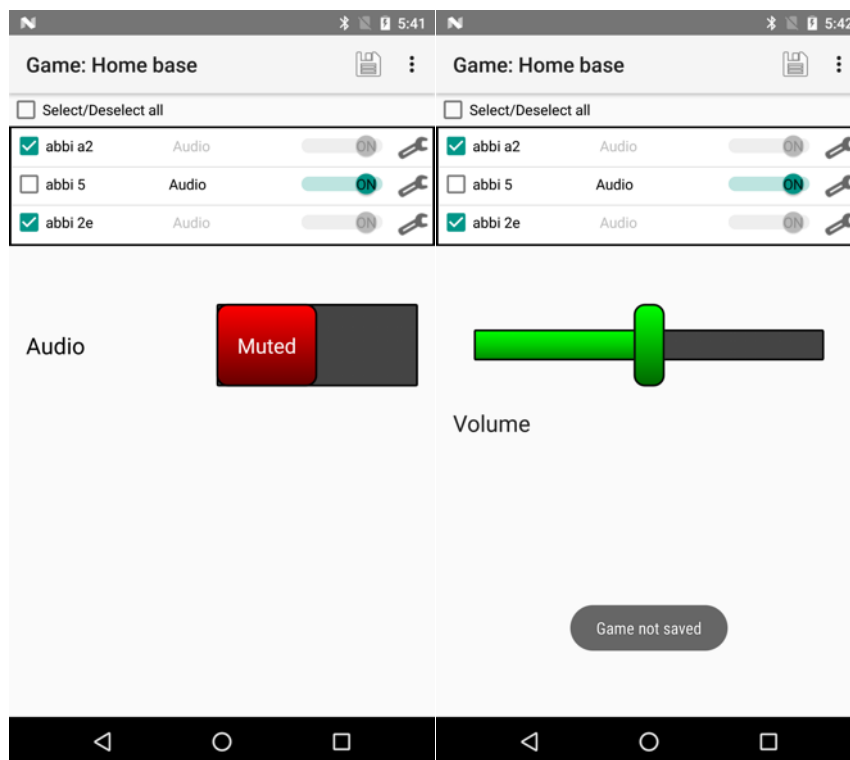 5:41
Game: Home base
Select/Deselect all
abbi a2 Audio ON
abbi 5 Audio ON
abbi 2e Audio ON
Audio Muted
5:42
Game: Home base
Select/Deselect all
abbi a2 Audio ON
abbi 5 Audio ON
abbi 2e Audio ON
Volume
Game not saved